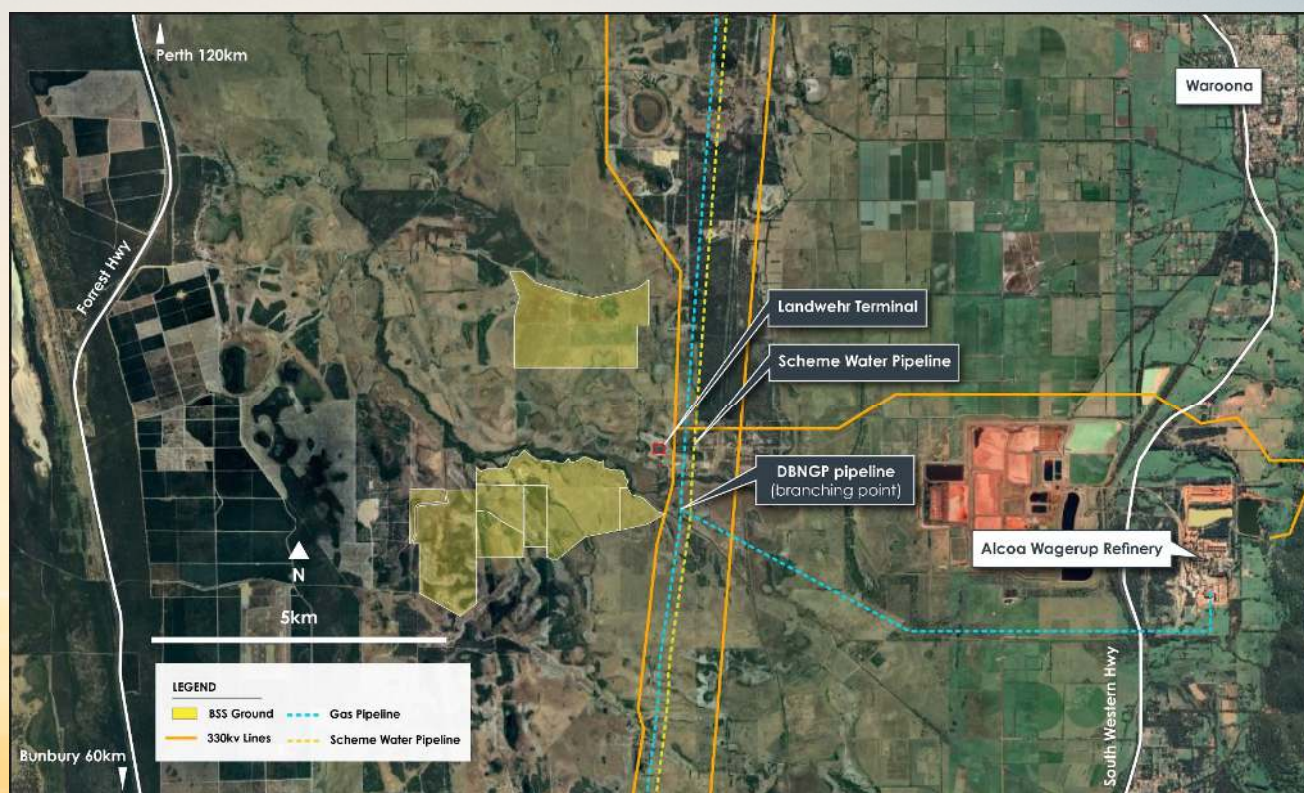 Perth 120km
Waroona
Forrest Hwy
Landwehr Terminal
Scheme Water Pipeline
DBNGP pipeline
(branching point)
Alcoa Wagerup Refinery
N
5km
LEGEND
BSS Ground
Gas Pipeline
330kv Lines
Scheme Water Pipeline
Bunbury 60km
South Western Hwy